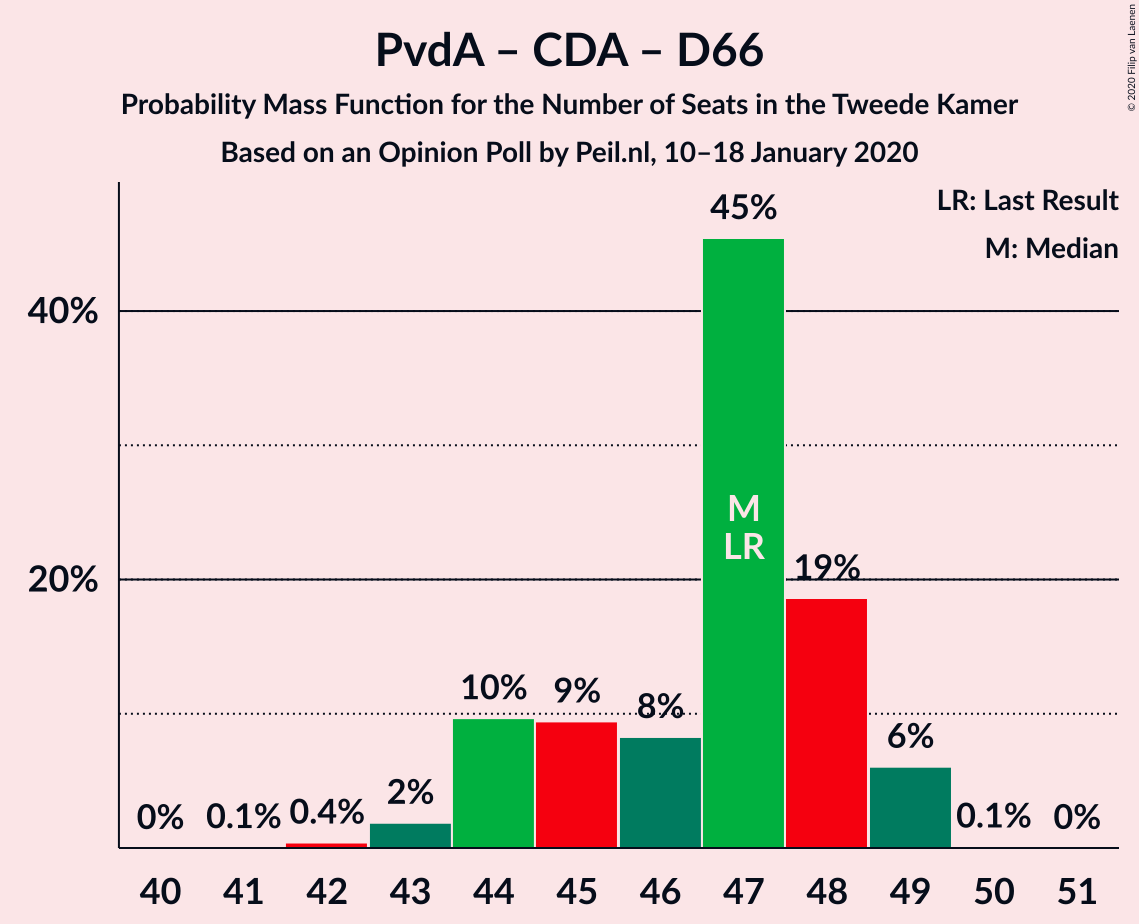 PvdA – CDA – D66
Probability Mass Function for the Number of Seats in the Tweede Kamer
Based on an Opinion Poll by Peil.nl, 10–18 January 2020
© 2020 Filip van Laenen
LR: Last Result
M: Median
40%
20%
0%
0.1%
0.4%
2%
10%
9%
8%
45%
M
LR
19%
6%
0.1%
0%
40 41 42 43 44 45 46 47 48 49 50 51